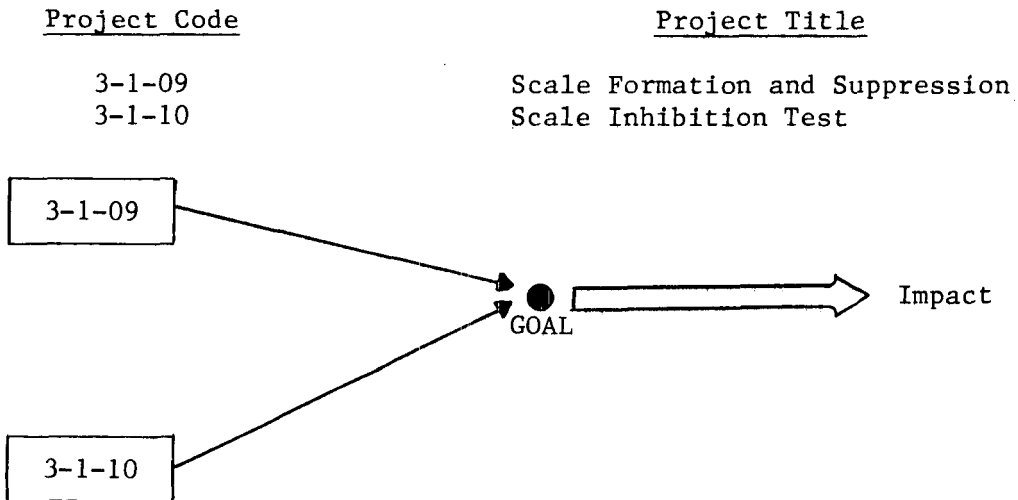 Project Code Project Title
3-1-09 Scale Formation and Suppression
3-1-10 Scale Inhibition Test
3-1-09
Impact
GOAL
3-1-10